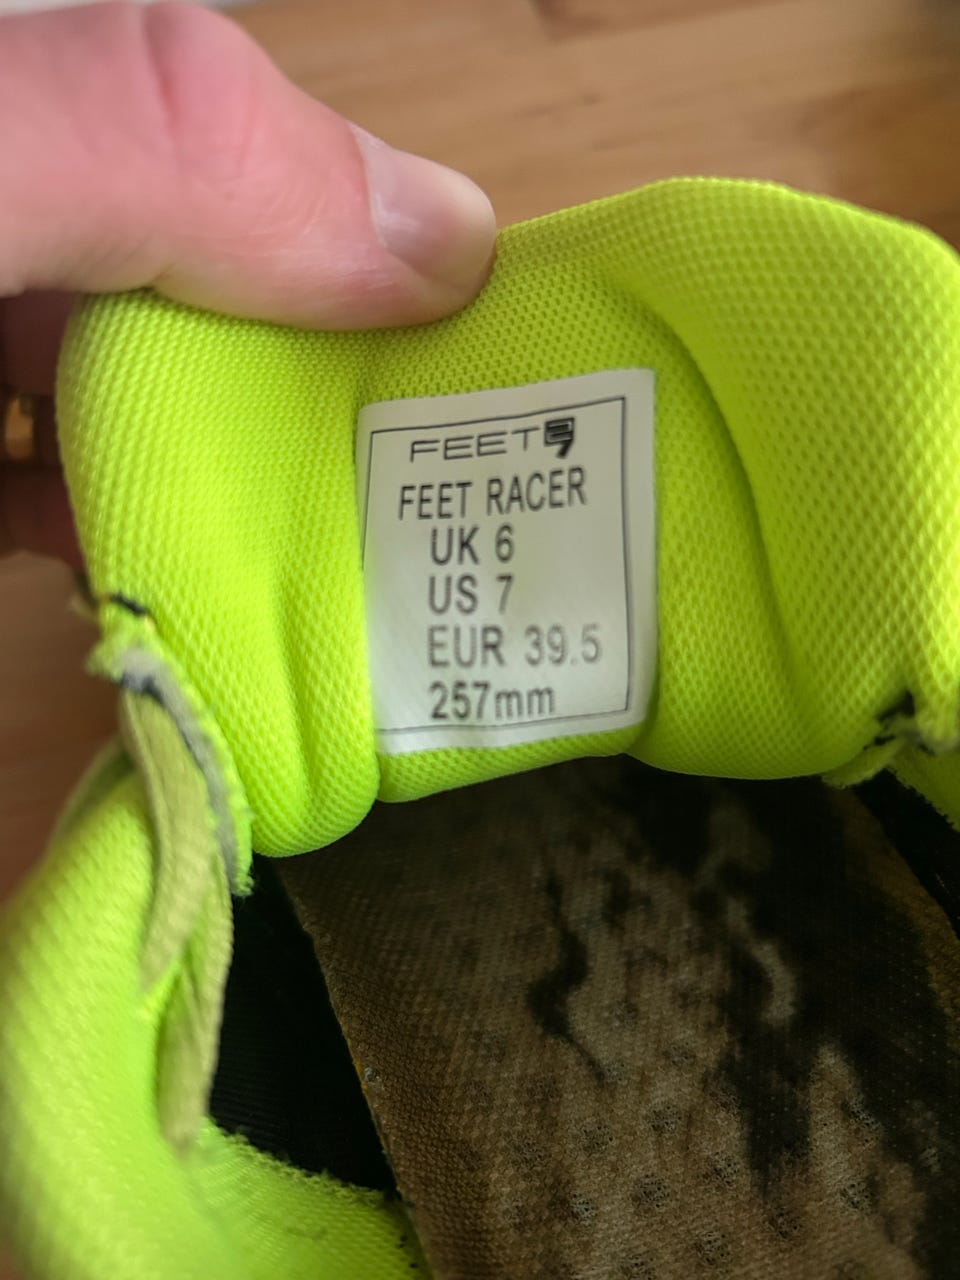 FEET
FEET RACER
UK 6
US 7
EUR 39.5
257mm